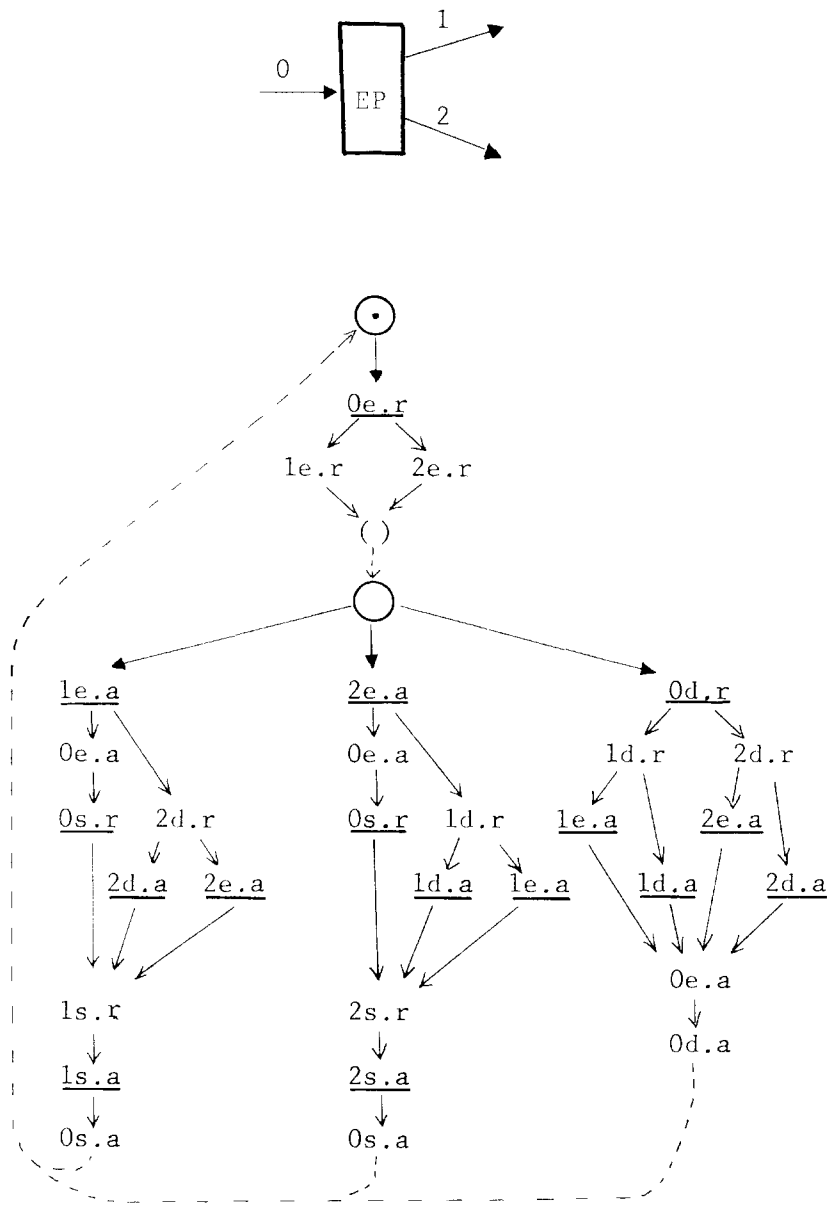 1
0
EP
2
0e.r
1e.r 2e.r
( )
1e.a 2e.a 0d.r
0e.a 0e.a 1d.r 2d.r
0s.r 2d.r 0s.r 1d.r 1e.a 2e.a
2d.a 2e.a 1d.a 1e.a 1d.a 2d.a
0e.a
1s.r 2s.r
0d.a
1s.a 2s.a
0s.a 0s.a